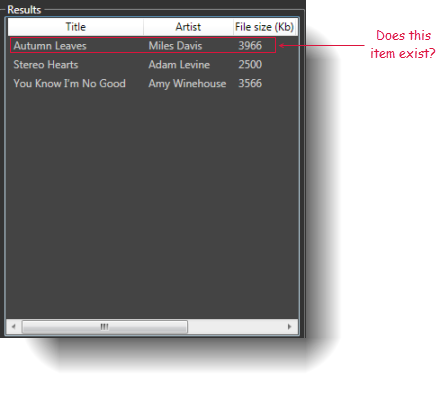 Results
Title Artist File size (Kb)
Autumn Leaves Miles Davis 3966
Stereo Hearts Adam Levine 2500
You Know I'm No Good Amy Winehouse 3566
Does this
item exist?